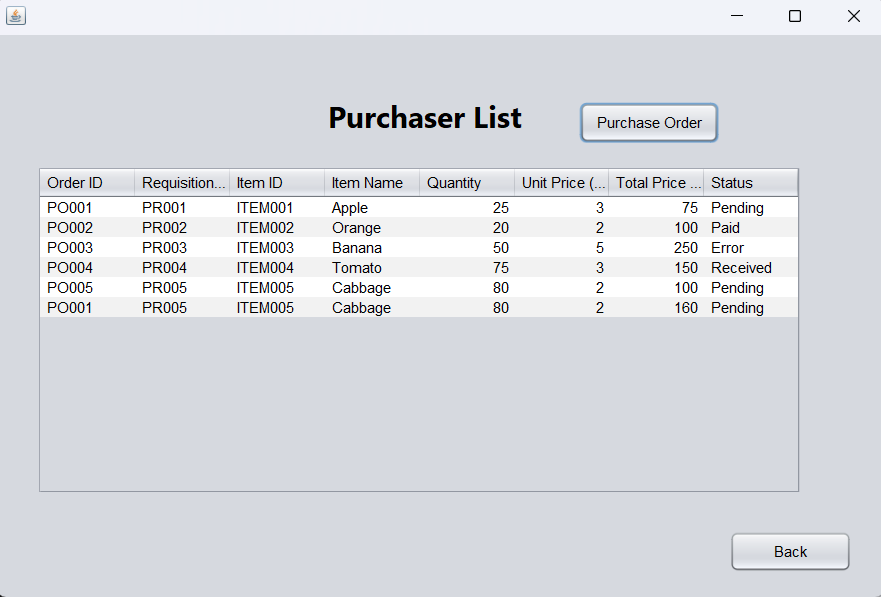 Purchaser List
Purchase Order
Order ID Requisition... Item ID Item Name Quantity Unit Price (... Total Price ... Status
PO001 PR001 ITEM001 Apple 25 3 75 Pending
PO002 PR002 ITEM002 Orange 20 2 100 Paid
PO003 PR003 ITEM003 Banana 50 5 250 Error
PO004 PR004 ITEM004 Tomato 75 3 150 Received
PO005 PR005 ITEM005 Cabbage 80 2 100 Pending
PO001 PR005 ITEM005 Cabbage 80 2 160 Pending
Back